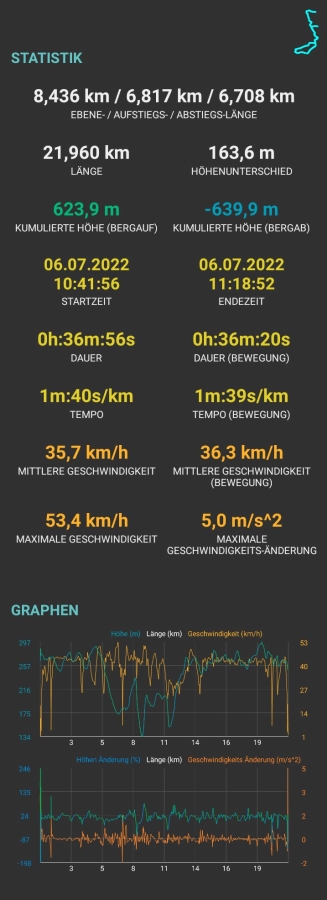 STATISTIK
8,436 km / 6,817 km / 6,708 km
EBENE- / AUFSTIEGS- / ABSTIEGS-LÄNGE
21,960 km 163,6 m
LÄNGE HÖHENUNTERSCHIED
623,9 m -639,9 m
KUMULIERTE HÖHE (BERGAUF) KUMULIERTE HÖHE (BERGAB)
06.07.2022 06.07.2022
10:41:56 11:18:52
STARTZEIT ENDEZEIT
0h:36m:56s 0h:36m:20s
DAUER DAUER (BEWEGUNG)
1m:40s/km 1m:39s/km
TEMPO TEMPO (BEWEGUNG)
35,7 km/h 36,3 km/h
MITTLERE GESCHWINDIGKEIT MITTLERE GESCHWINDIGKEIT
(BEWEGUNG)
53,4 km/h 5,0 m/s^2
MAXIMALE GESCHWINDIGKEIT MAXIMALE
GESCHWINDIGKEITS-ÄNDERUNG
GRAPHEN
Höhe (m) Länge (km) Geschwindigkeit (km/h)
297 53
257 40
216 27
175 14
134 1
3 5 8 11 14 16 19
Höhen Änderung (%) Länge (km) Geschwindigkeits Änderung (m/s^2)
246 5
135 3
24 2
-87 0
-198 -2
3 5 8 11 14 16 19